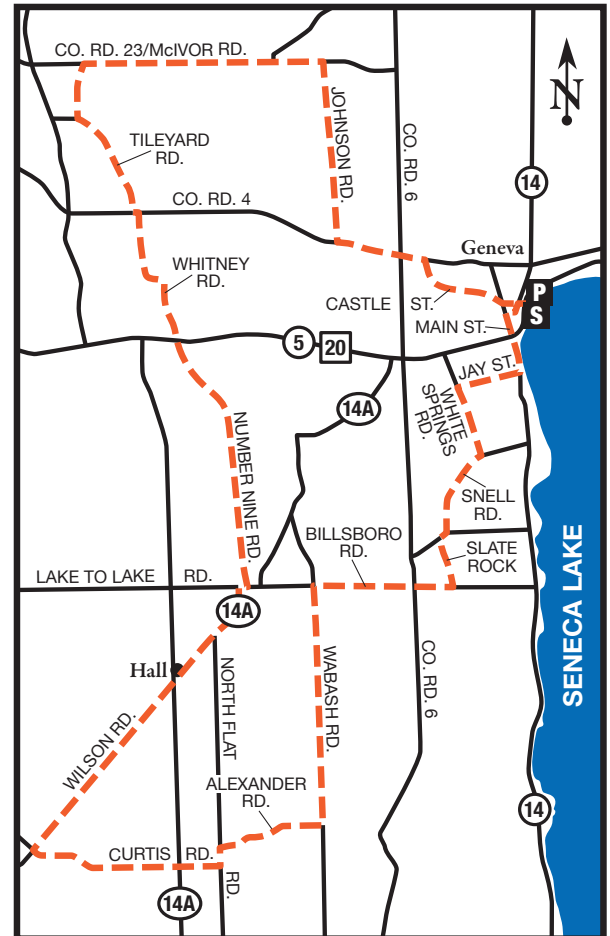 CO. RD. 23/McIVOR RD.
N
JOHNSON RD.
CO. RD. 6
TILEYARD
RD.
14
CO. RD. 4
Geneva
WHITNEY
RD.
CASTLE ST.
P
S
MAIN ST.
5
20
JAY ST.
14A
WHITE
SPRINGS
RD.
NUMBER NINE RD.
SNELL
RD.
BILLSBORO
RD.
SLATE
ROCK
LAKE TO LAKE RD.
14A
SENECA LAKE
Hall
NORTH FLAT
RD.
WABASH RD.
CO. RD. 6
WILSON RD.
ALEXANDER
RD.
14
CURTIS RD.
14A